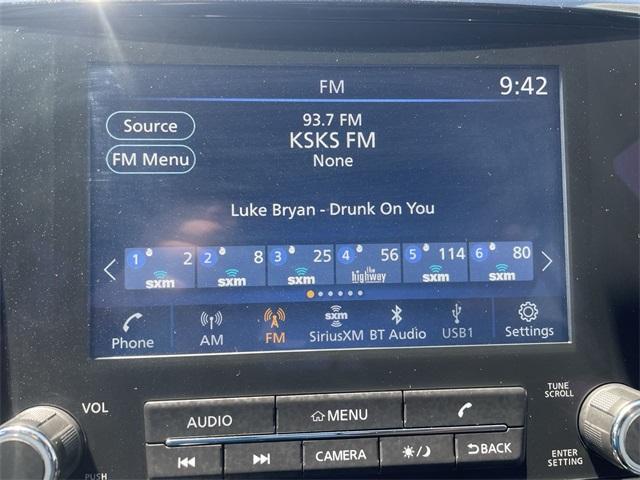 FM 9:42
Source
93.7 FM
KSKS FM
FM Menu
None
Luke Bryan - Drunk On You
1 2 2 8 3 25 4 56 5 114 6 80
sxm sxm sxm the highway sxm sxm
Phone AM FM sxm SiriusXM BT Audio USB1 Settings
VOL
AUDIO MENU
TUNE
SCROLL
CAMERA BACK
ENTER
SETTING
PUSH